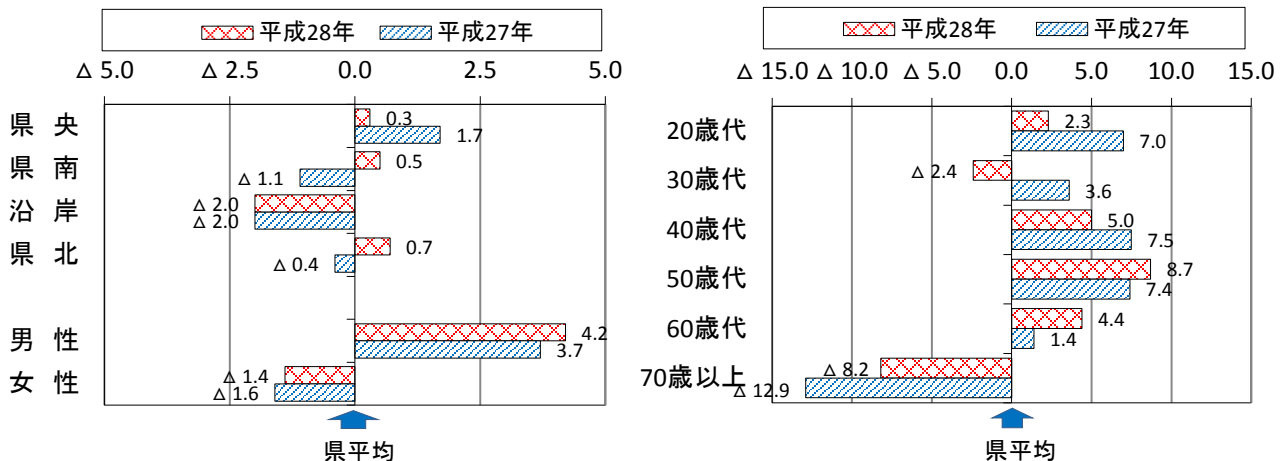 平成28年 平成27年
△ 5.0 △ 2.5 0.0 2.5 5.0
県 央 0.3
1.7
県 南 0.5
△ 1.1
沿 岸 △ 2.0
△ 2.0
県 北 0.7
△ 0.4
男 性 4.2
3.7
女 性 △ 1.4
△ 1.6
県平均
平成28年 平成27年
△ 15.0 △ 10.0 △ 5.0 0.0 5.0 10.0 15.0
20歳代 2.3
7.0
30歳代 △ 2.4
3.6
40歳代 5.0
7.5
50歳代 8.7
7.4
60歳代 4.4
1.4
70歳以上 △ 8.2
△ 12.9
県平均